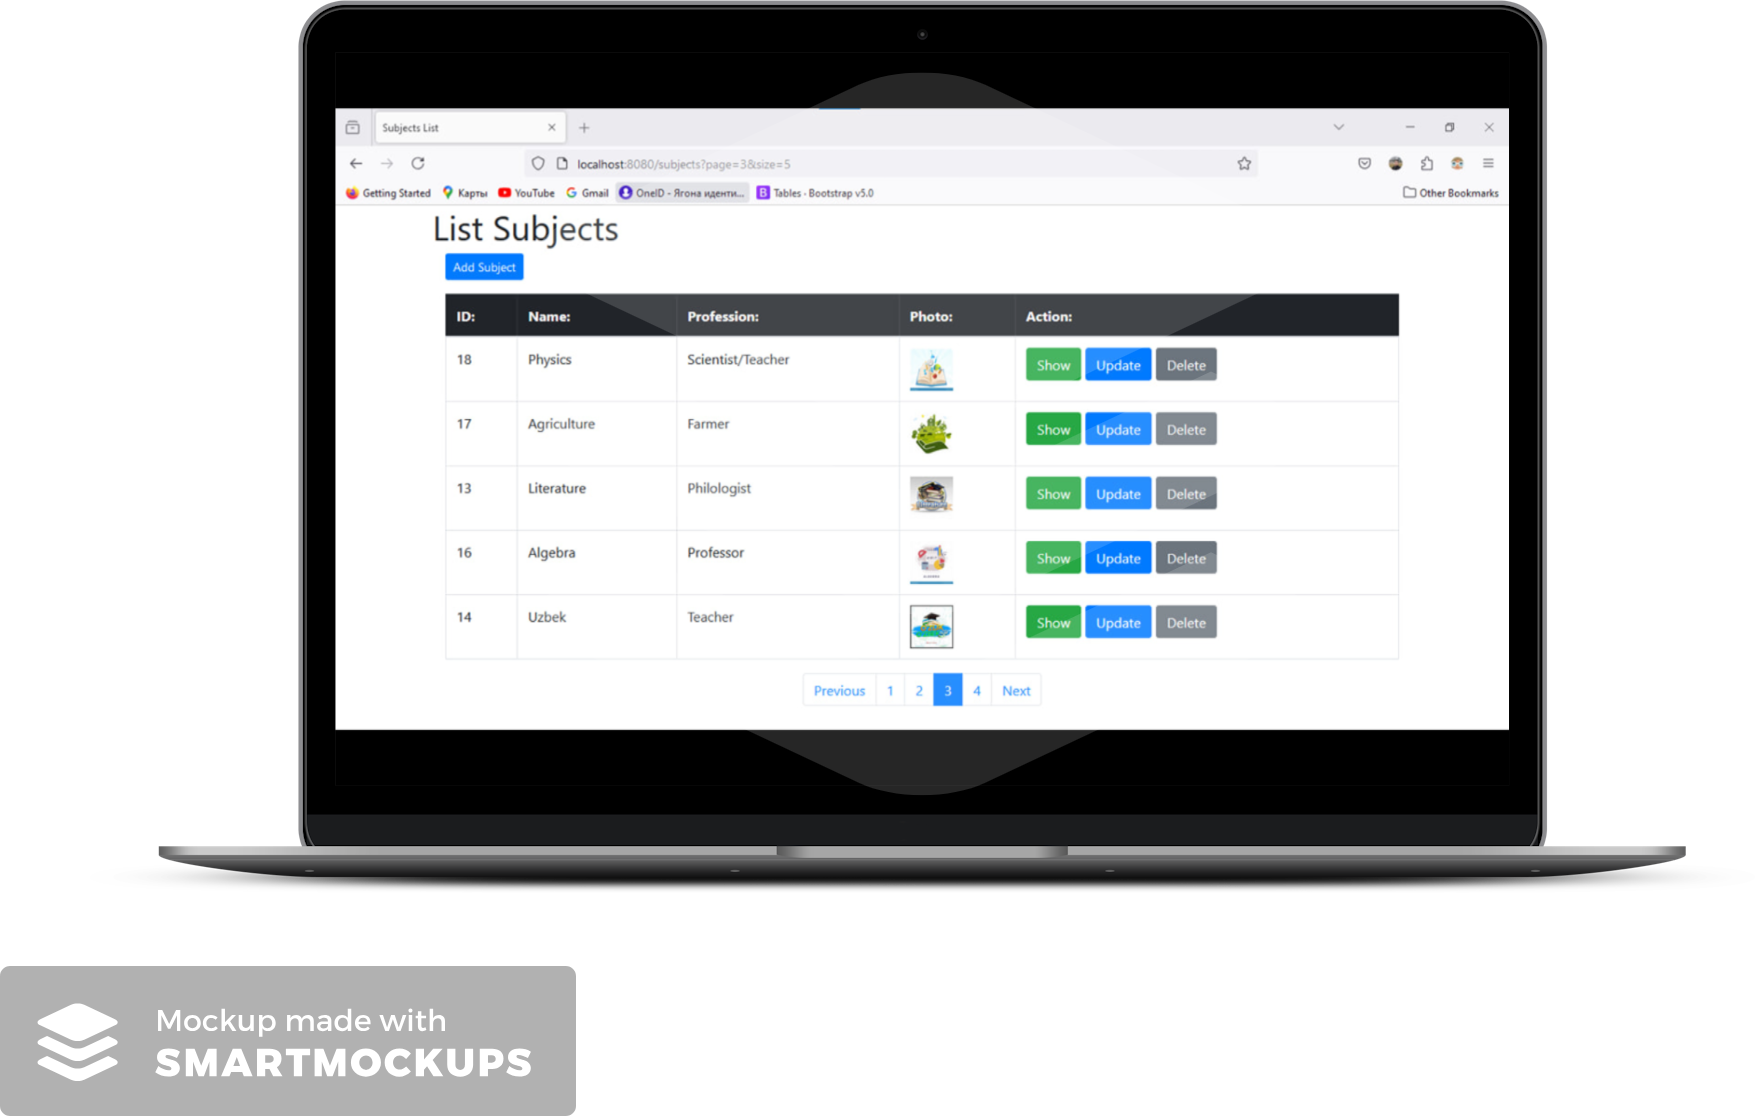 Subjects List
localhost:8080/subjects?page=3&size=5
Getting Started Карты YouTube Gmail OneID - Ягона иденти... Tables - Bootstrap v5.0 Other Bookmarks
List Subjects
Add Subject
ID: Name: Profession: Photo: Action:
18 Physics Scientist/Teacher Show Update Delete
17 Agriculture Farmer Show Update Delete
13 Literature Philologist Show Update Delete
16 Algebra Professor Show Update Delete
14 Uzbek Teacher Show Update Delete
Previous 1 2 3 4 Next
Mockup made with
SMARTMOCKUPS